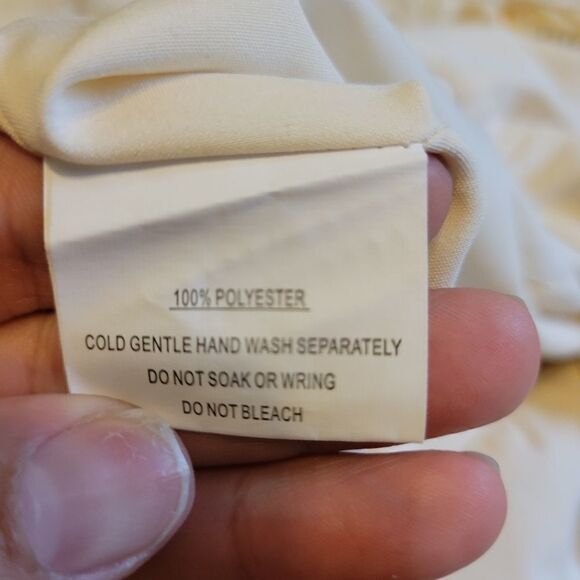 100% POLYESTER
COLD GENTLE HAND WASH SEPARATELY
DO NOT SOAK OR WRING
DO NOT BLEACH